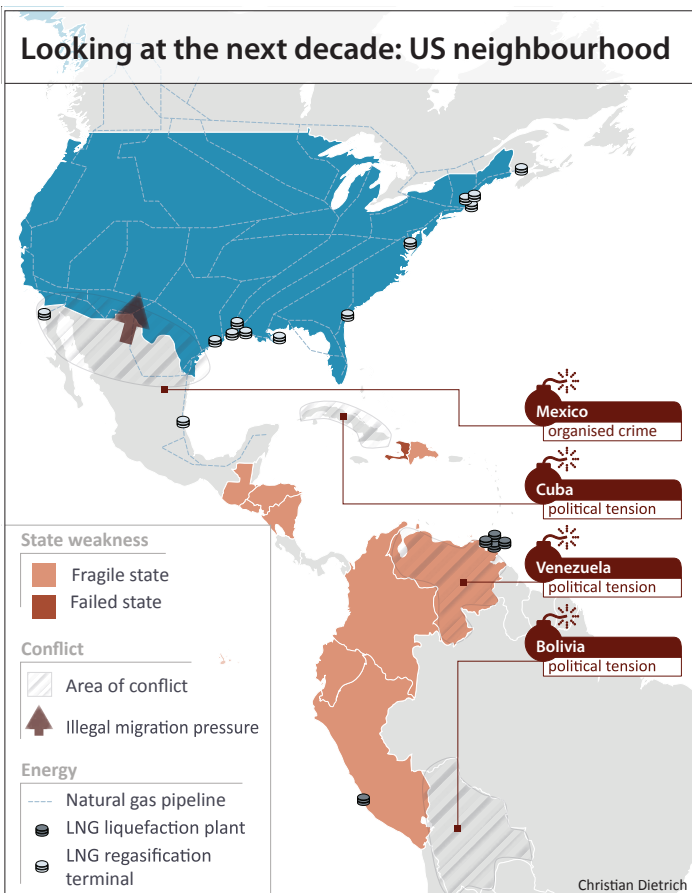 Looking at the next decade: US neighbourhood
Mexico
organised crime
Cuba
political tension
Venezuela
political tension
Bolivia
political tension
State weakness
Fragile state
Failed state
Conflict
Area of conflict
Illegal migration pressure
Energy
Natural gas pipeline
LNG liquefaction plant
LNG regasification
terminal
Christian Dietrich